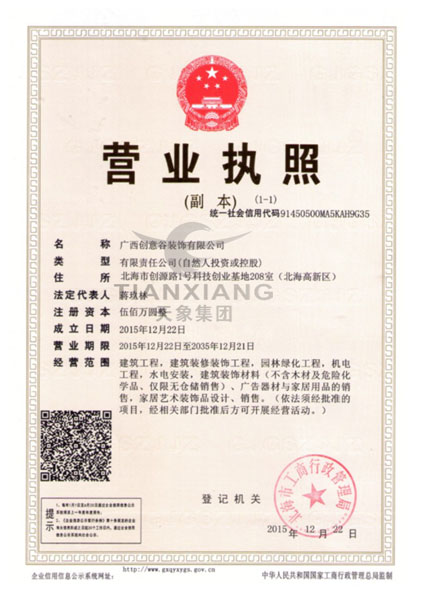 营业执照
(副 本) (1-1)
统一社会信用代码91450500MA5KAH9G35
名称 广西创意谷装饰有限公司
类型 有限责任公司(自然人投资或控股)
住所 北海市创源路1号科技创业基地208室（北海高新区）
法定代表人 蒋玖林
TIANXIANG
注册资本 伍佰万圆整
天象集团
成立日期 2015年12月22日
营业期限 2015年12月22日至2035年12月21日
经营范围 建筑工程，建筑装修装饰工程，园林绿化工程，机电
工程，水电安装，建筑装饰材料（不含木材及危险化
学品，仅限无仓储销售）、广告器材与家居用品的销
售，家居艺术装饰品设计、销售。（依法须经批准的
项目，经相关部门批准后方可开展经营活动。）
提示
登记机关
北海市工商行政管理局
2015年12月22日
http://www.gxqyxygs.gov.cn
企业信用信息公示系统网址：
中华人民共和国国家工商行政管理总局监制